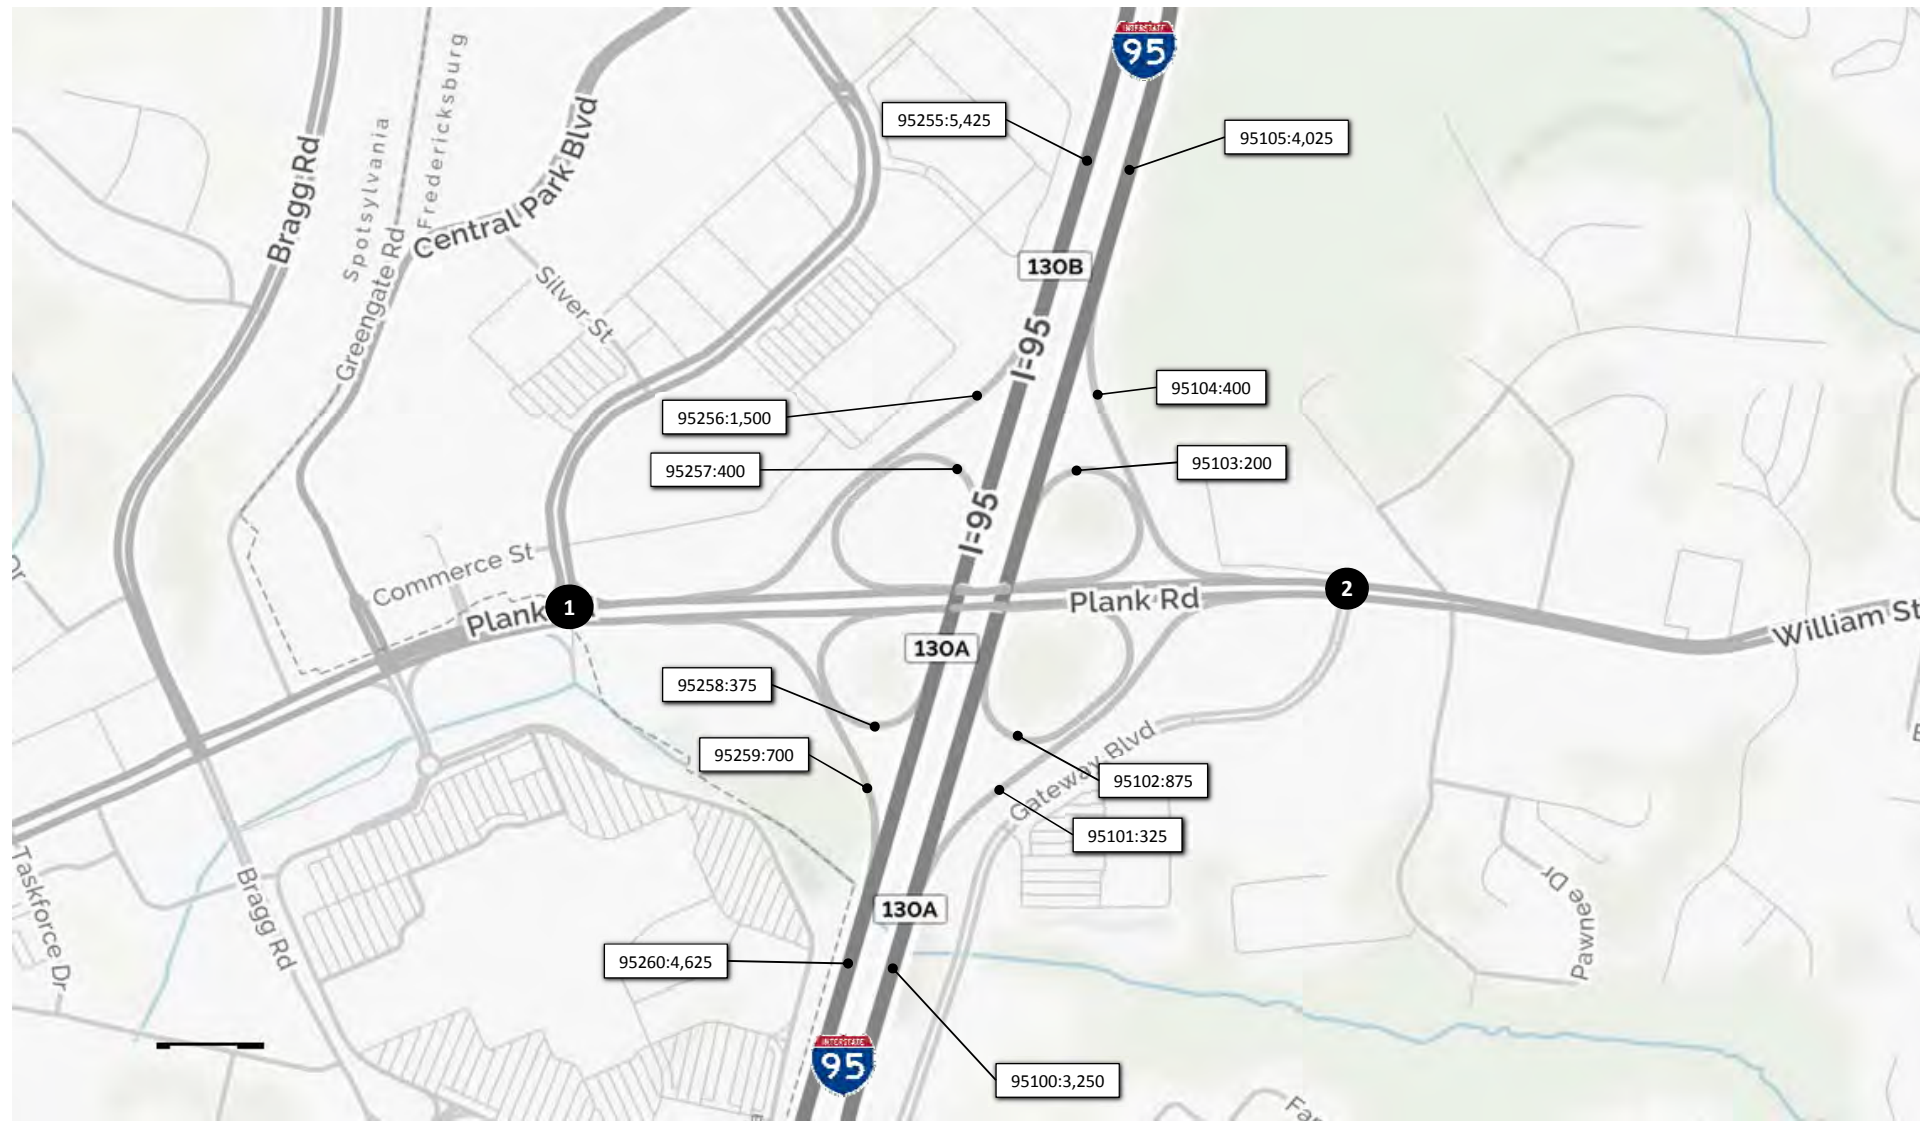 INTERSTATE
95
95255:5,425
95105:4,025
Bragg Rd
Spotsylvania
Fredericksburg
Central Park Blvd
Greengate Rd
Silver St
130B
I-95
95256:1,500
95104:400
95257:400
95103:200
I-95
Commerce St
Plank
1
2
Plank Rd
William St
130A
95258:375
95259:700
Gateway Blvd
95102:875
95101:325
Taskforce Dr
Bragg Rd
130A
Pawnee Dr
95260:4,625
INTERSTATE
95
95100:3,250